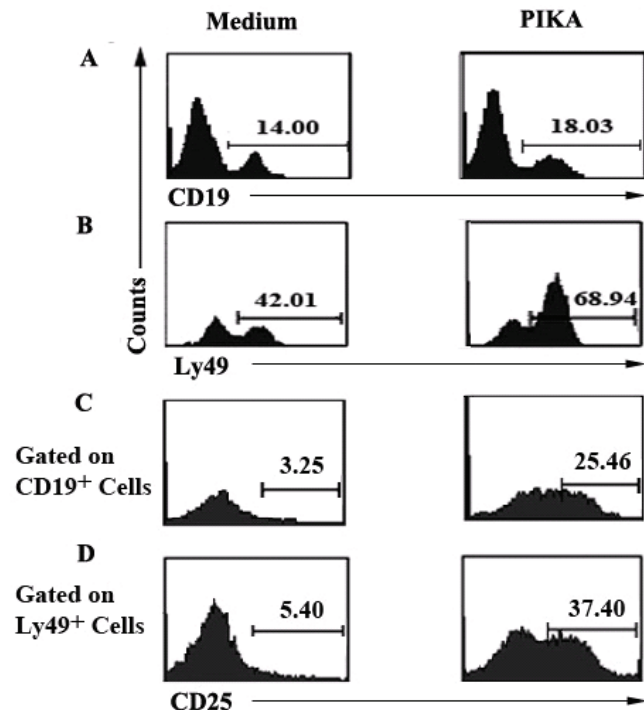 Medium PIKA
A
14.00 18.03
CD19
B
42.01 68.94
Counts
Ly49
C
Gated on
CD19+ Cells
3.25 25.46
D
Gated on
Ly49+ Cells
5.40 37.40
CD25